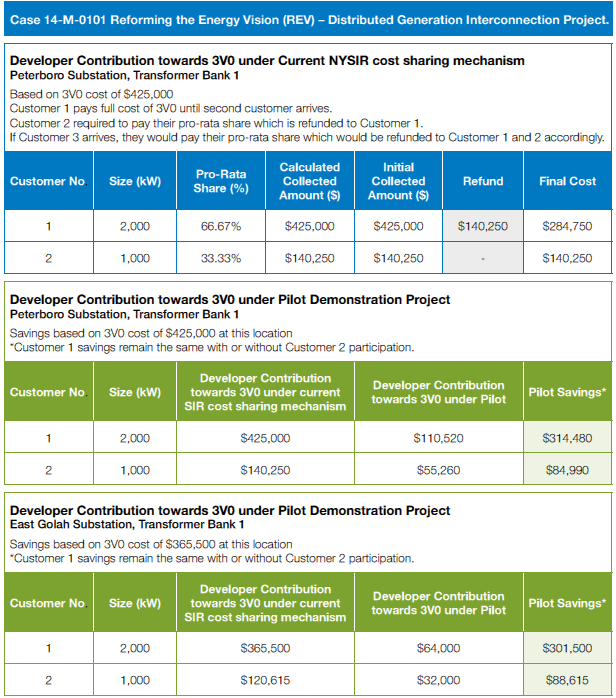 Case 14-M-0101 Reforming the Energy Vision (REV) – Distributed Generation Interconnection Project.
Developer Contribution towards 3V0 under Current NYSIR cost sharing mechanism
Peterboro Substation, Transformer Bank 1
Based on 3V0 cost of $425,000
Customer 1 pays full cost of 3V0 until second customer arrives.
Customer 2 required to pay their pro-rata share which is refunded to Customer 1.
If Customer 3 arrives, they would pay their pro-rata share which would be refunded to Customer 1 and 2 accordingly.
Customer No. Size (kW) Pro-Rata Share (%) Calculated Collected Amount ($) Initial Collected Amount ($) Refund Final Cost
1 2,000 66.67% $425,000 $425,000 $140,250 $284,750
2 1,000 33.33% $140,250 $140,250 - $140,250
Developer Contribution towards 3V0 under Pilot Demonstration Project
Peterboro Substation, Transformer Bank 1
Savings based on 3V0 cost of $425,000 at this location
*Customer 1 savings remain the same with or without Customer 2 participation.
Customer No. Size (kW) Developer Contribution towards 3V0 under current SIR cost sharing mechanism Developer Contribution towards 3V0 under Pilot Pilot Savings*
1 2,000 $425,000 $110,520 $314,480
2 1,000 $140,250 $55,260 $84,990
Developer Contribution towards 3V0 under Pilot Demonstration Project
East Golah Substation, Transformer Bank 1
Savings based on 3V0 cost of $365,500 at this location
*Customer 1 savings remain the same with or without Customer 2 participation.
Customer No. Size (kW) Developer Contribution towards 3V0 under current SIR cost sharing mechanism Developer Contribution towards 3V0 under Pilot Pilot Savings*
1 2,000 $365,500 $64,000 $301,500
2 1,000 $120,615 $32,000 $88,615